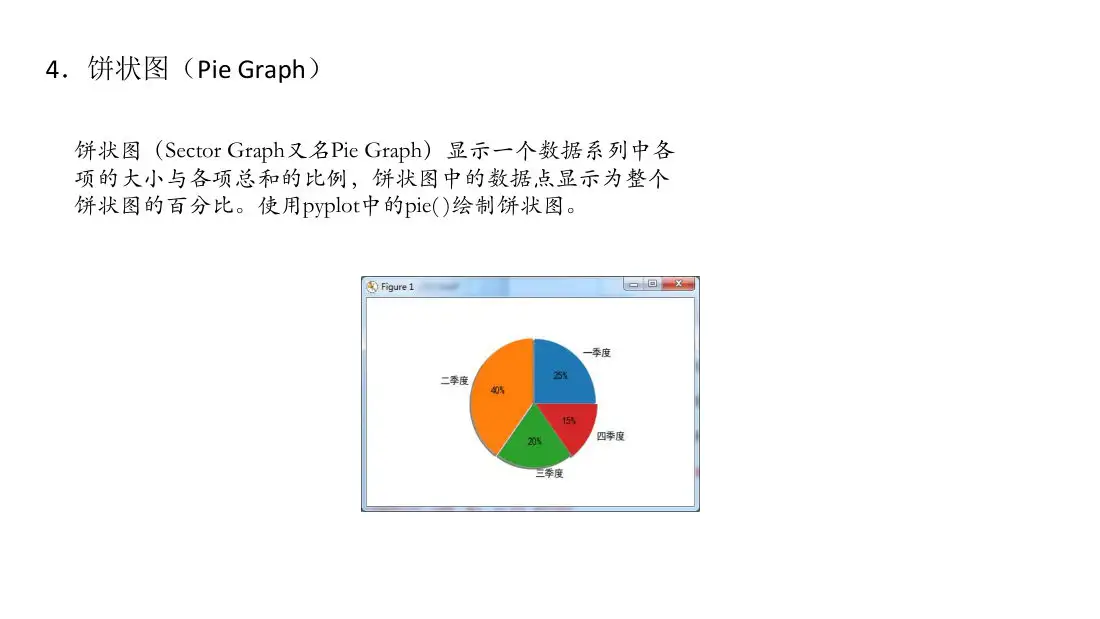 4．饼状图（Pie Graph）
饼状图（Sector Graph又名Pie Graph）显示一个数据系列中各
项的大小与各项总和的比例，饼状图中的数据点显示为整个
饼状图的百分比。使用pyplot中的pie( )绘制饼状图。
Figure 1
一季度
25%
二季度
40%
15%
四季度
20%
三季度